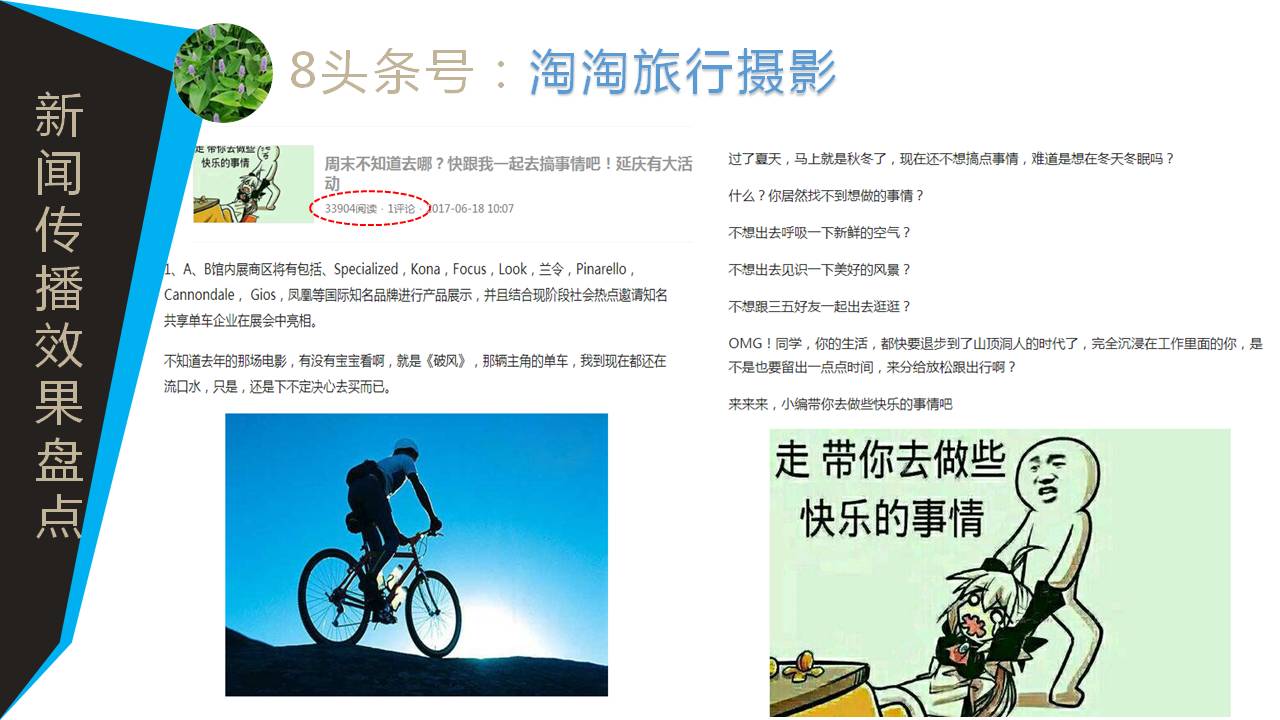 新闻传播效果盘点
8头条号：淘淘旅行摄影
走 带你去做些
快乐的事情
周末不知道去哪？快跟我一起去搞事情吧！延庆有大活
动
33904阅读 · 1评论 · 2017-06-18 10:07
1、A、B馆内展商区将有包括、Specialized，Kona，Focus，Look，兰令，Pinarello，
Cannondale， Gios，凤凰等国际知名品牌进行产品展示，并且结合现阶段社会热点邀请知名
共享单车企业在展会中亮相。
不知道去年的那场电影，有没有宝宝看啊，就是《破风》，那辆主角的单车，我到现在都还在
流口水，只是，还是下不定决心去买而已。
过了夏天，马上就是秋冬了，现在还不想搞点事情，难道是想在冬天冬眠吗？
什么？你居然找不到想做的事情？
不想出去呼吸一下新鲜的空气？
不想出去见识一下美好的风景？
不想跟三五好友一起出去逛逛？
OMG！同学，你的生活，都快要退步到了山顶洞人的时代了，完全沉浸在工作里面的你，是
不是也要留出一点点时间，来分给放松跟出行啊？
来来来，小编带你去做些快乐的事情吧
走 带你去做些
快乐的事情